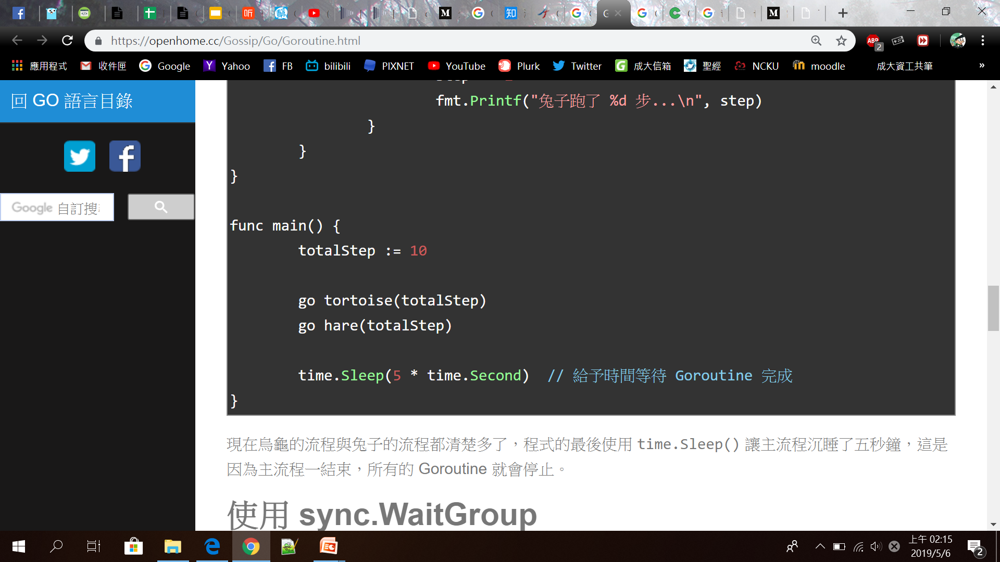 https://openhome.cc/Gossip/Go/Goroutine.html
ABP 2
應用程式 收件匣 Google Yahoo FB bilibili PIXNET YouTube Plurk Twitter 成大信箱 聖經 NCKU moodle 成大資工共筆 »
回 GO 語言目錄
Google 自訂搜
fmt.Printf("兔子跑了 %d 步...\n", step)
}
}
}
func main() {
totalStep := 10
go tortoise(totalStep)
go hare(totalStep)
time.Sleep(5 * time.Second)  // 給予時間等待 Goroutine 完成
}
現在烏龜的流程與兔子的流程都清楚多了，程式的最後使用 time.Sleep() 讓主流程沉睡了五秒鐘，這是
因為主流程一結束，所有的 Goroutine 就會停止。
使用 sync.WaitGroup
上午 02:15
2019/5/6
2